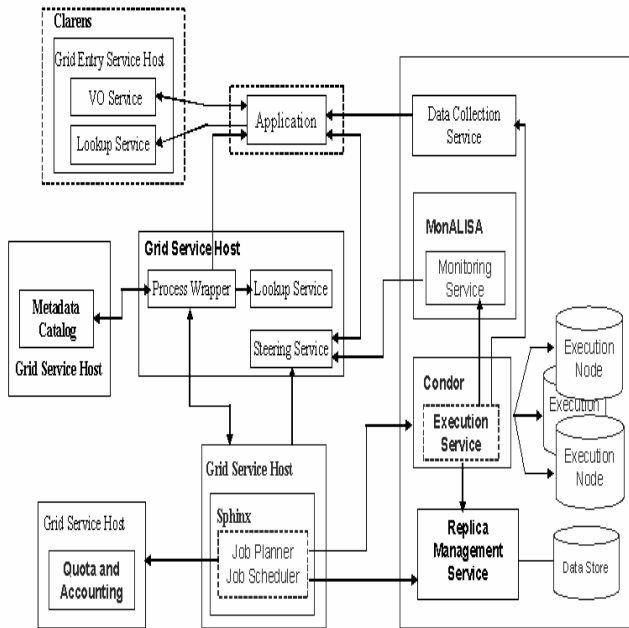 Clarens
Grid Entry Service Host
VO Service
Lookup Service
Application
Data Collection
Service
MonALISA
Monitoring
Service
Grid Service Host
Process Wrapper
Lookup Service
Steering Service
Metadata
Catalog
Grid Service Host
Condor
Execution
Service
Execution
Node
Execution
Execution
Node
Grid Service Host
Sphinx
Job Planner
Job Scheduler
Grid Service Host
Quota and
Accounting
Replica
Management
Service
Data Store